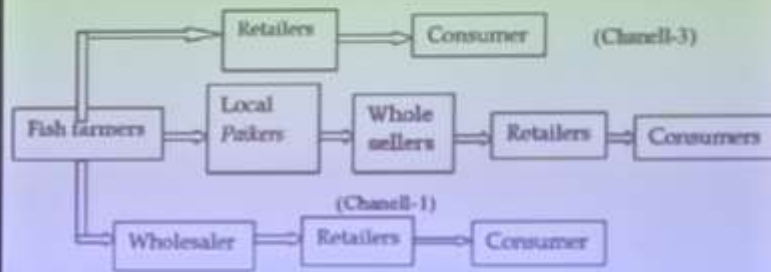 Retailers
Consumer
(Chanell-3)
Fish farmers
Local
Paikers
Whole
sellers
Retailers
Consumers
(Chanell-1)
Wholesaler
Retailers
Consumer